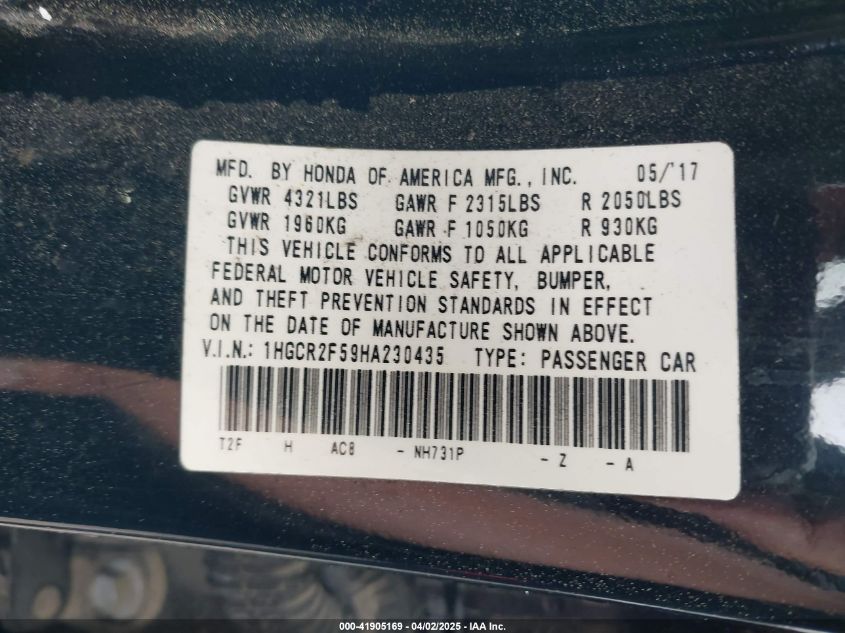 MFD. BY HONDA OF AMERICA MFG., INC. 05/'17
GVWR 4321LBS GAWR F 2315LBS R 2050LBS
GVWR 1960KG GAWR F 1050KG R 930KG
THIS VEHICLE CONFORMS TO ALL APPLICABLE
FEDERAL MOTOR VEHICLE SAFETY, BUMPER,
AND THEFT PREVENTION STANDARDS IN EFFECT
ON THE DATE OF MANUFACTURE SHOWN ABOVE.
V.I.N.: 1HGCR2F59HA230435 TYPE: PASSENGER CAR
T2F H AC8 - NH731P - Z - A
000-41905169 - 04/02/2025 - IAA Inc.